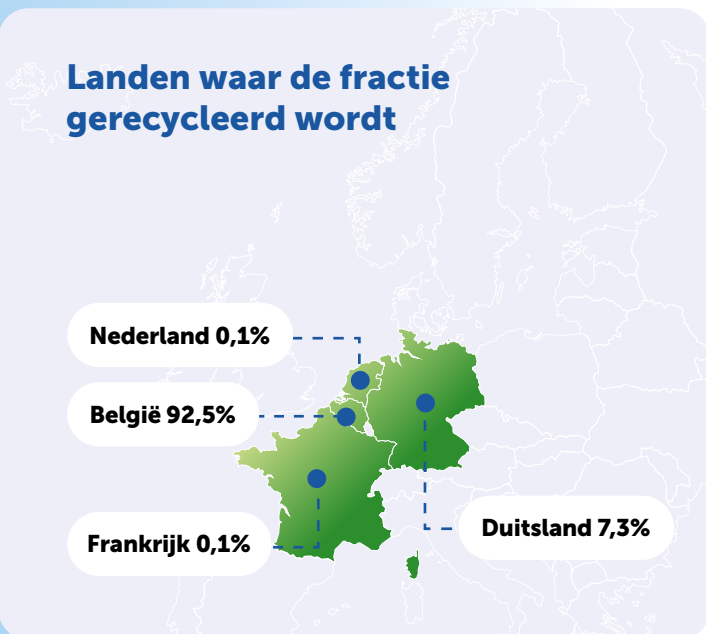 Landen waar de fractie
gerecycleerd wordt
Nederland 0,1%
België 92,5%
Frankrijk 0,1%
Duitsland 7,3%